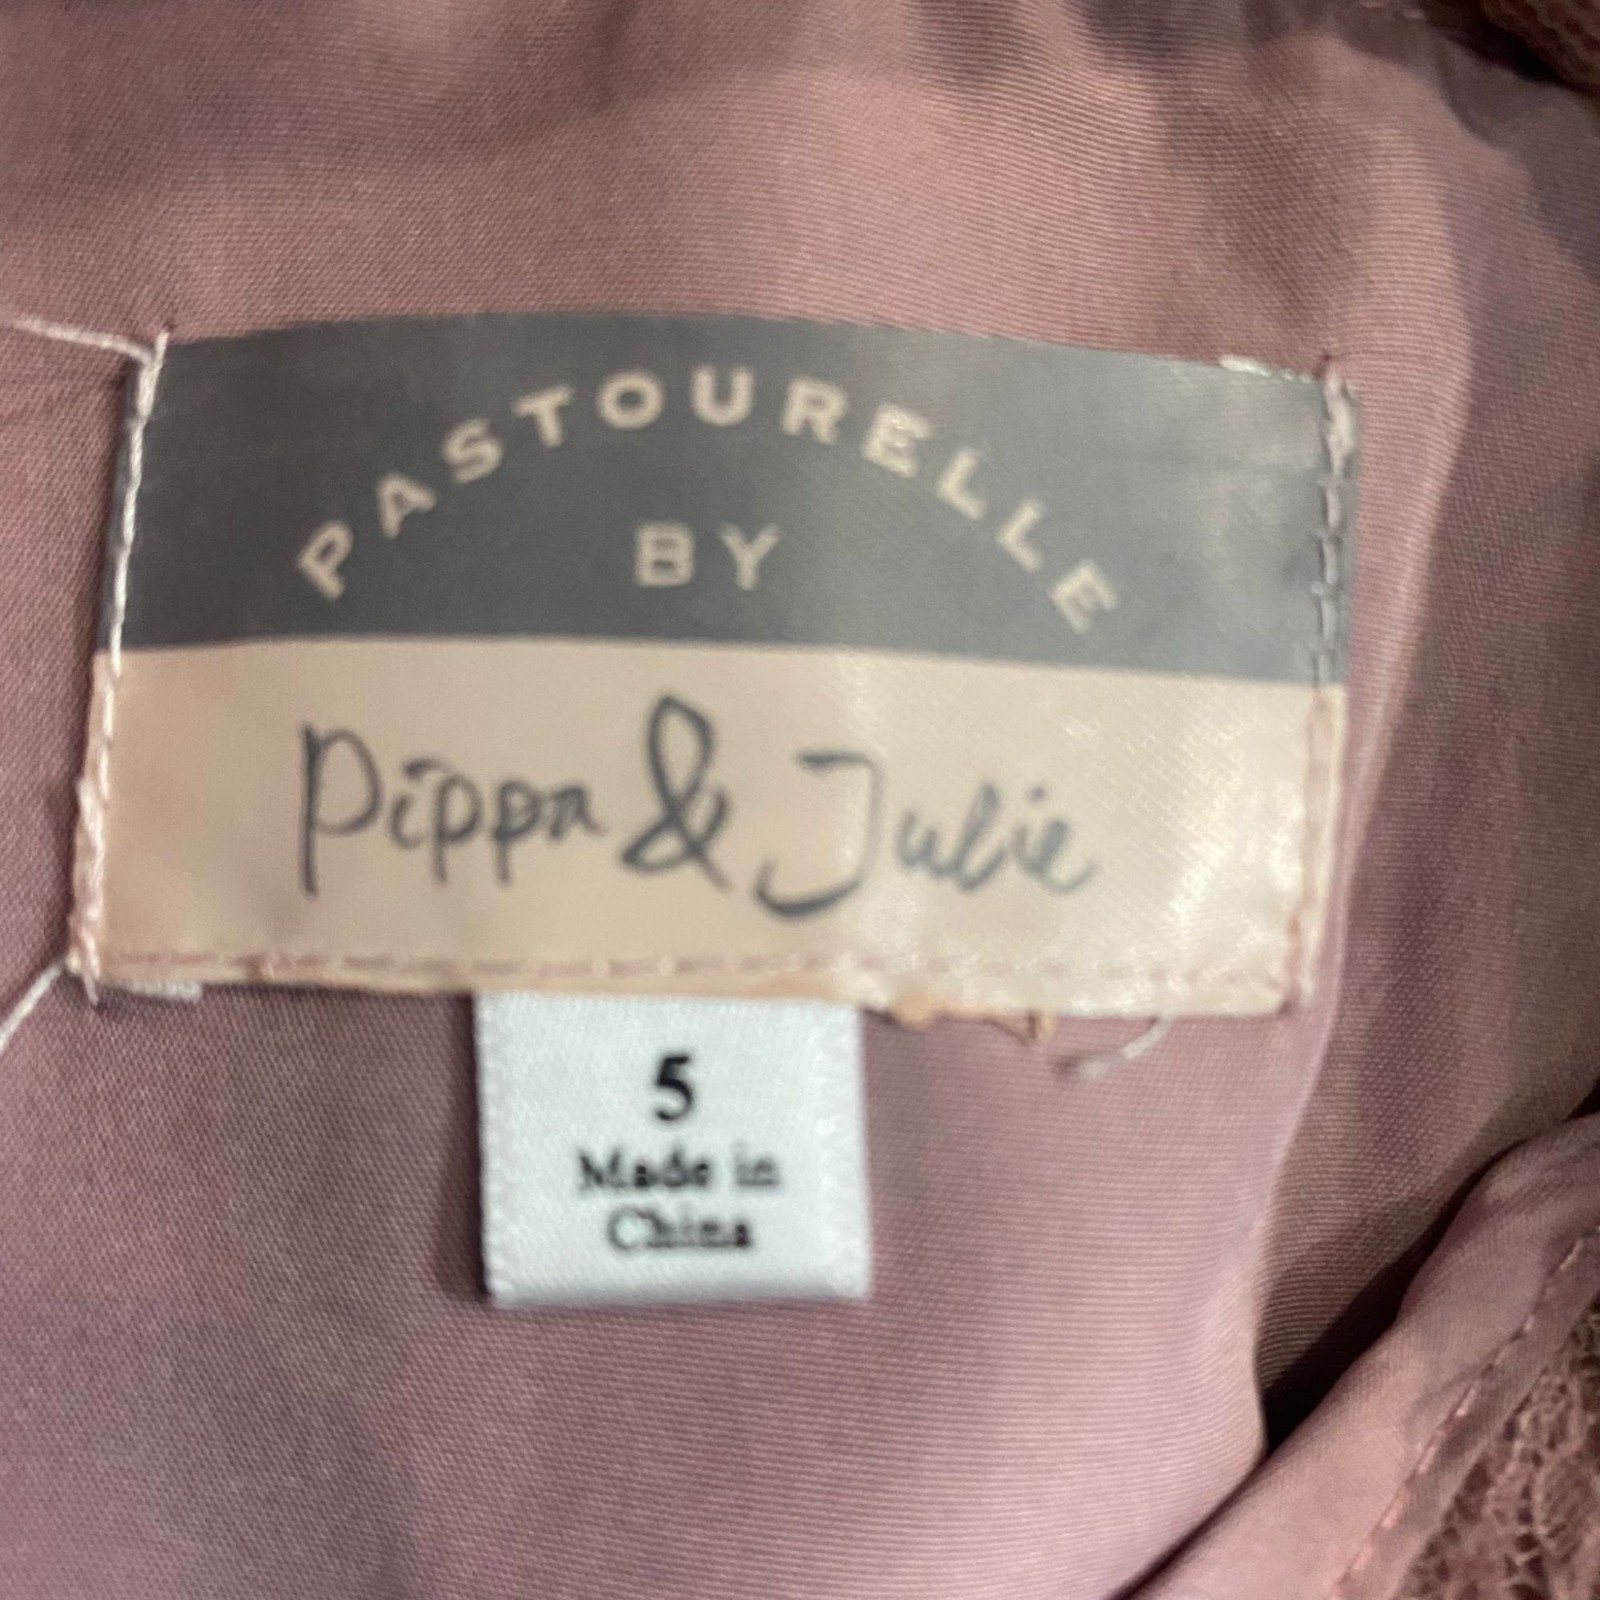 PASTOURELLE
BY
Pippa & Julie
5
Made in
China